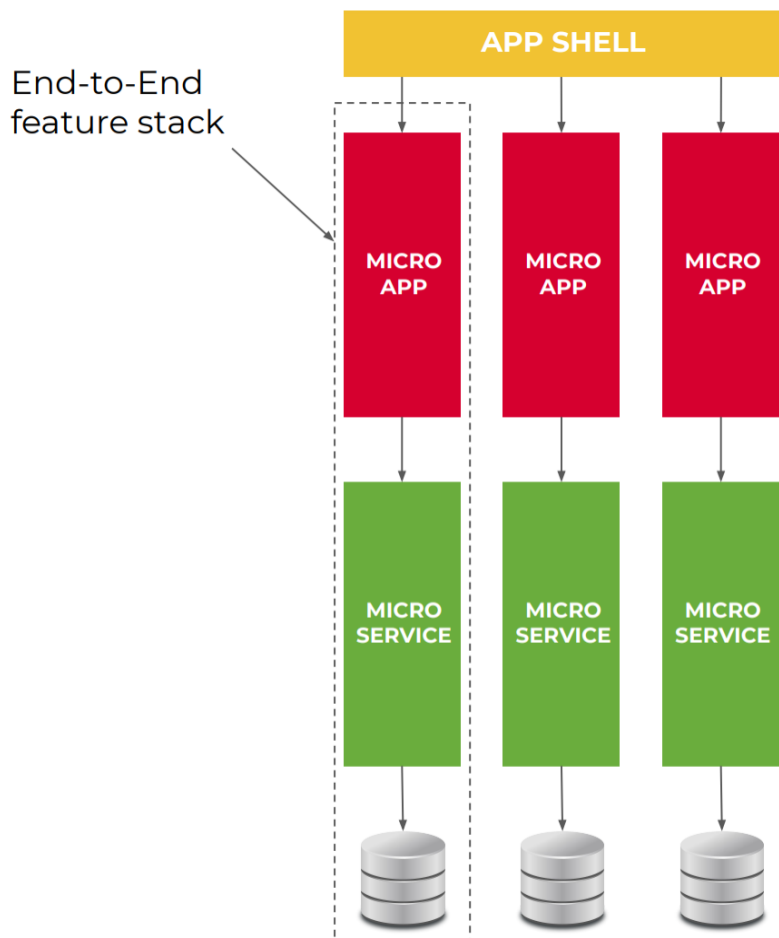 APP SHELL
End-to-End
feature stack
MICRO
APP
MICRO
APP
MICRO
APP
MICRO
SERVICE
MICRO
SERVICE
MICRO
SERVICE